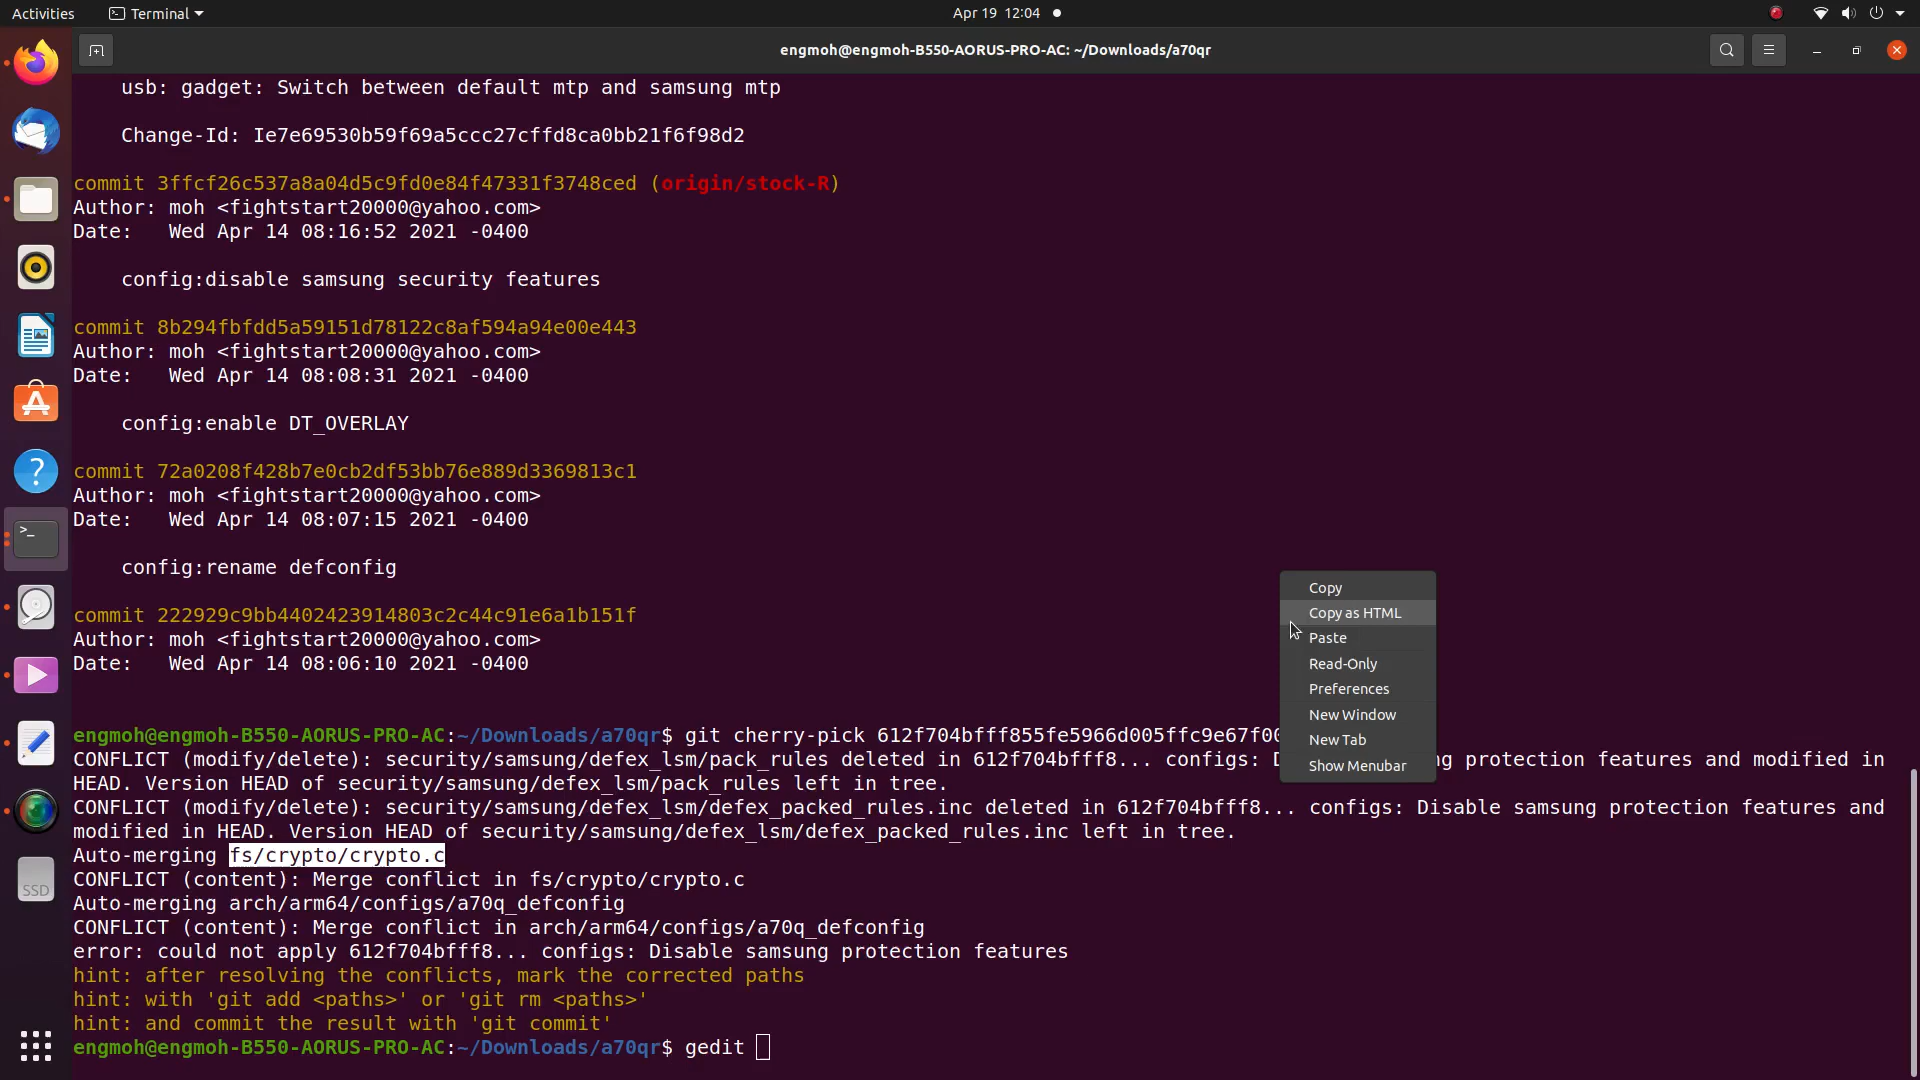 Activities
Terminal
Apr 19 12:04
engmoh@engmoh-B550-AORUS-PRO-AC: ~/Downloads/a70qr
usb: gadget: Switch between default mtp and samsung mtp
Change-Id: Ie7e69530b59f69a5ccc27cffd8ca0bb21f6f98d2
commit 3ffcf26c537a8a04d5c9fd0e84f47331f3748ced (origin/stock-R)
Author: moh <fightstart20000@yahoo.com>
Date:   Wed Apr 14 08:16:52 2021 -0400
config:disable samsung security features
commit 8b294fbfdd5a59151d78122c8af594a94e00e443
Author: moh <fightstart20000@yahoo.com>
Date:   Wed Apr 14 08:08:31 2021 -0400
config:enable DT_OVERLAY
commit 72a0208f428b7e0cb2df53bb76e889d3369813c1
Author: moh <fightstart20000@yahoo.com>
Date:   Wed Apr 14 08:07:15 2021 -0400
config:rename defconfig
commit 222929c9bb4402423914803c2c44c91e6a1b151f
Author: moh <fightstart20000@yahoo.com>
Date:   Wed Apr 14 08:06:10 2021 -0400
engmoh@engmoh-B550-AORUS-PRO-AC:~/Downloads/a70qr$ git cherry-pick 612f704bfff855fe5966d005ffc9e67f00
CONFLICT (modify/delete): security/samsung/defex_lsm/pack_rules deleted in 612f704bfff8... configs: ng protection features and modified in
HEAD. Version HEAD of security/samsung/defex_lsm/pack_rules left in tree.
CONFLICT (modify/delete): security/samsung/defex_lsm/defex_packed_rules.inc deleted in 612f704bfff8... configs: Disable samsung protection features and
modified in HEAD. Version HEAD of security/samsung/defex_lsm/defex_packed_rules.inc left in tree.
Auto-merging fs/crypto/crypto.c
CONFLICT (content): Merge conflict in fs/crypto/crypto.c
Auto-merging arch/arm64/configs/a70q_defconfig
CONFLICT (content): Merge conflict in arch/arm64/configs/a70q_defconfig
error: could not apply 612f704bfff8... configs: Disable samsung protection features
hint: after resolving the conflicts, mark the corrected paths
hint: with 'git add <paths>' or 'git rm <paths>'
hint: and commit the result with 'git commit'
engmoh@engmoh-B550-AORUS-PRO-AC:~/Downloads/a70qr$ gedit
Copy
Copy as HTML
Paste
Read-Only
Preferences
New Window
New Tab
Show Menubar
SSD